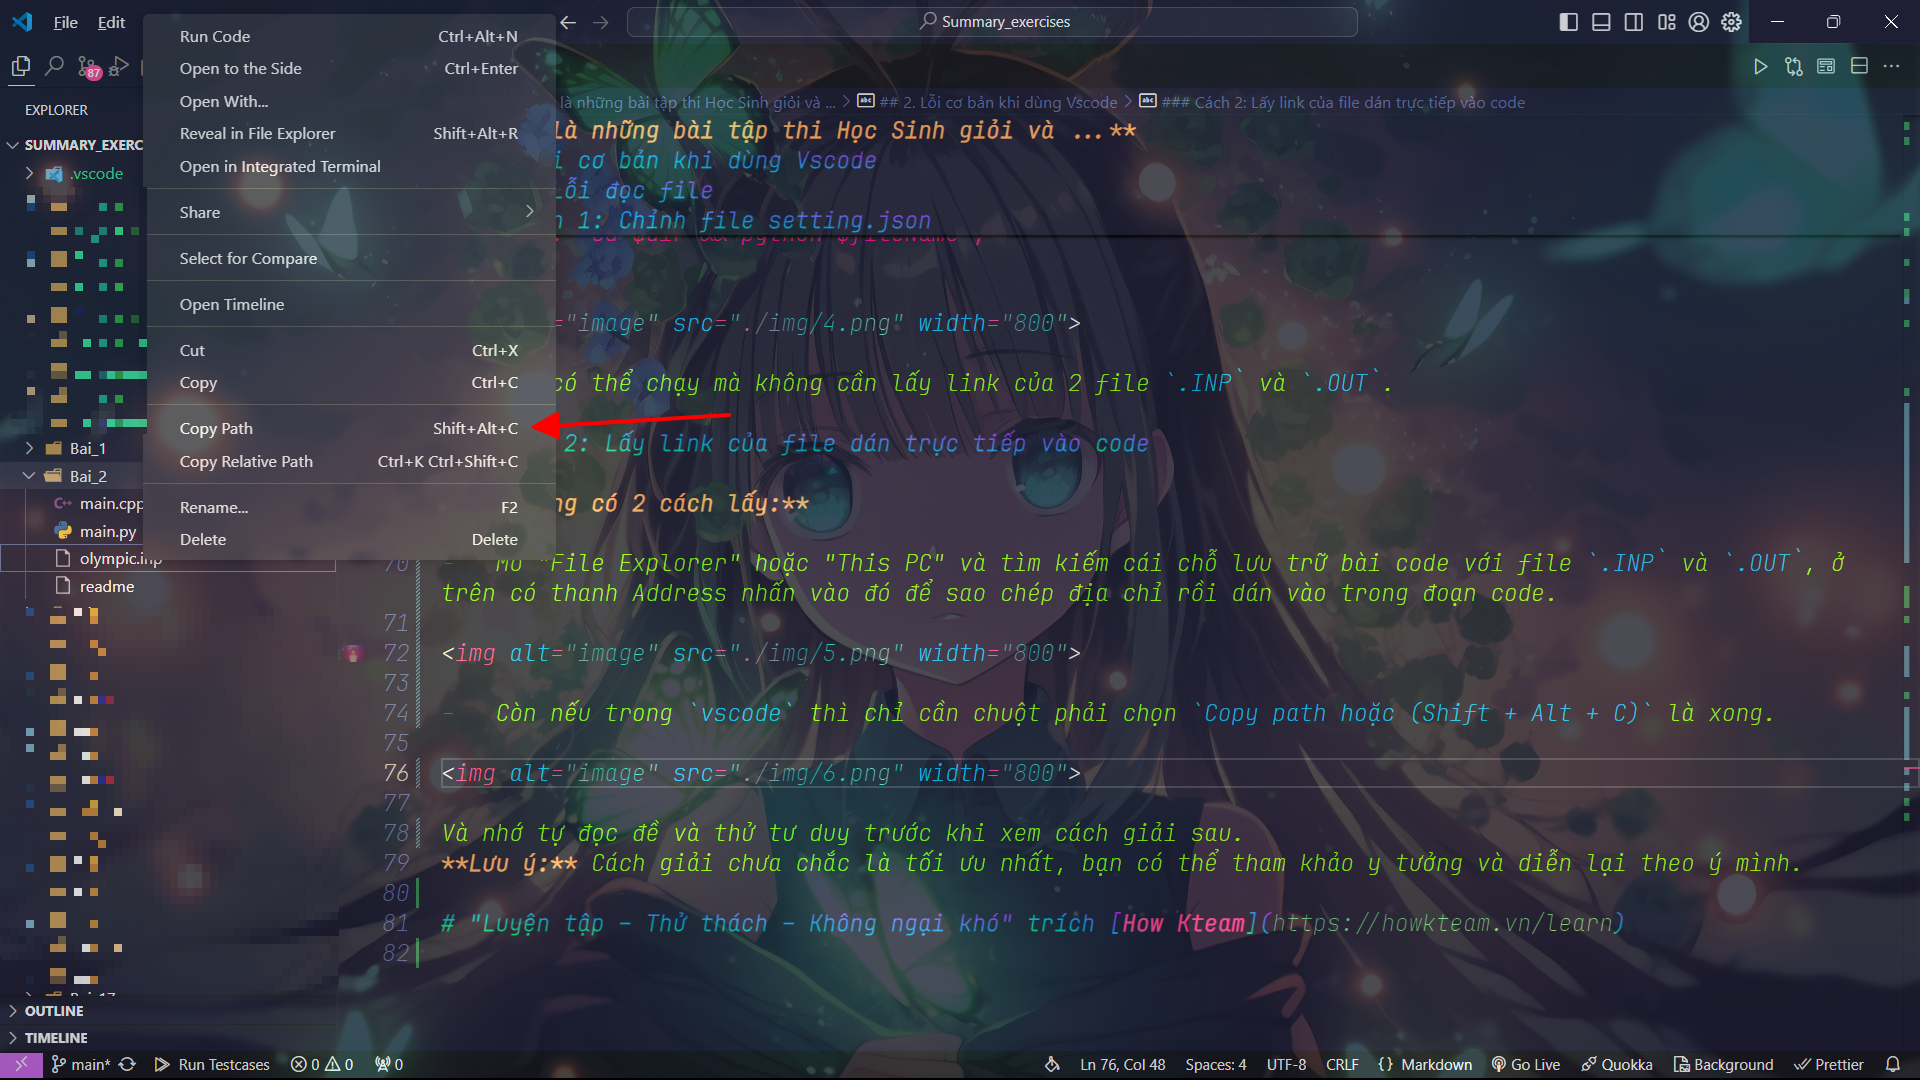 File Edit
Summary_exercises
87
EXPLORER
SUMMARY_EXERC
.vscode
Bai_1
Bai_2
main.cpp
main.py
olympic.inp
readme
OUTLINE
TIMELINE
Run Code Ctrl+Alt+N
Open to the Side Ctrl+Enter
Open With...
Reveal in File Explorer Shift+Alt+R
Open in Integrated Terminal
Share
Select for Compare
Open Timeline
Cut Ctrl+X
Copy Ctrl+C
Copy Path Shift+Alt+C
Copy Relative Path Ctrl+K Ctrl+Shift+C
Rename... F2
Delete Delete
là những bài tập thi Học Sinh giỏi và ... > ## 2. Lỗi cơ bản khi dùng Vscode > ### Cách 2: Lấy link của file dán trực tiếp vào code
là những bài tập thi Học Sinh giỏi và ...**
i cơ bản khi dùng Vscode
ỗi đọc file
1: Chỉnh file setting.json
="image" src="./img/4.png" width="800">
có thể chạy mà không cần lấy link của 2 file `.INP` và `.OUT`.
2: Lấy link của file dán trực tiếp vào code
ng có 2 cách lấy:**
70 - Mở "File Explorer" hoặc "This PC" và tìm kiếm cái chỗ lưu trữ bài code với file `.INP` và `.OUT`, ở
trên có thanh Address nhấn vào đó để sao chép địa chỉ rồi dán vào trong đoạn code.
71
72 <img alt="image" src="./img/5.png" width="800">
73
74 - Còn nếu trong `vscode` thì chỉ cần chuột phải chọn `Copy path hoặc (Shift + Alt + C)` là xong.
75
76 <img alt="image" src="./img/6.png" width="800">
77
78 Và nhớ tự đọc đề và thử tư duy trước khi xem cách giải sau.
79 **Lưu ý:** Cách giải chưa chắc là tối ưu nhất, bạn có thể tham khảo y tưởng và diễn lại theo ý mình.
80
81 # "Luyện tập – Thử thách – Không ngại khó" trích [How Kteam](https://howkteam.vn/learn)
82
main* Run Testcases 0 0 0 Ln 76, Col 48 Spaces: 4 UTF-8 CRLF {} Markdown Go Live Quokka Background Prettier